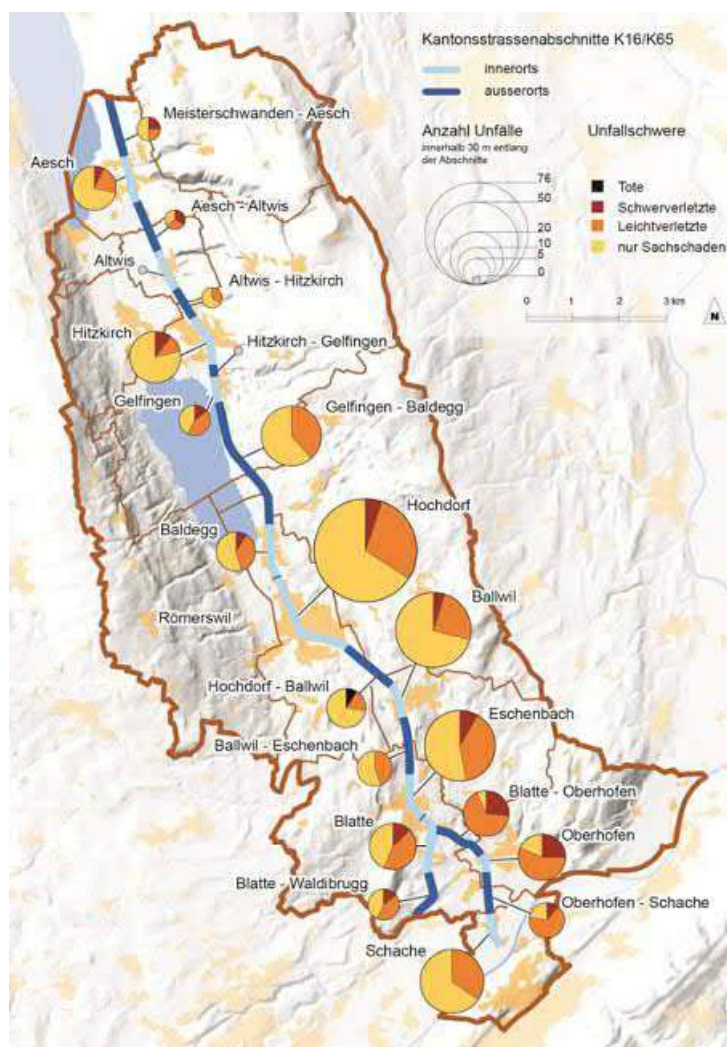 Kantonsstrassenabschnitte K16/K65
innerorts
ausserorts
Anzahl Unfälle
innerhalb 30 m entlang
der Abschnitte
76
50
20
10
5
0
Unfallschwere
Tote
Schwerverletzte
Leichtverletzte
nur Sachschaden
0 1 2 3 km
N
Meisterschwanden - Aesch
Aesch
Aesch - Altwis
Altwis
Altwis - Hitzkirch
Hitzkirch
Hitzkirch - Gelfingen
Gelfingen
Gelfingen - Baldegg
Hochdorf
Baldegg
Ballwil
Römerswil
Hochdorf - Ballwil
Eschenbach
Ballwil - Eschenbach
Blatte - Oberhofen
Blatte
Oberhofen
Blatte - Waldibrugg
Oberhofen - Schache
Schache